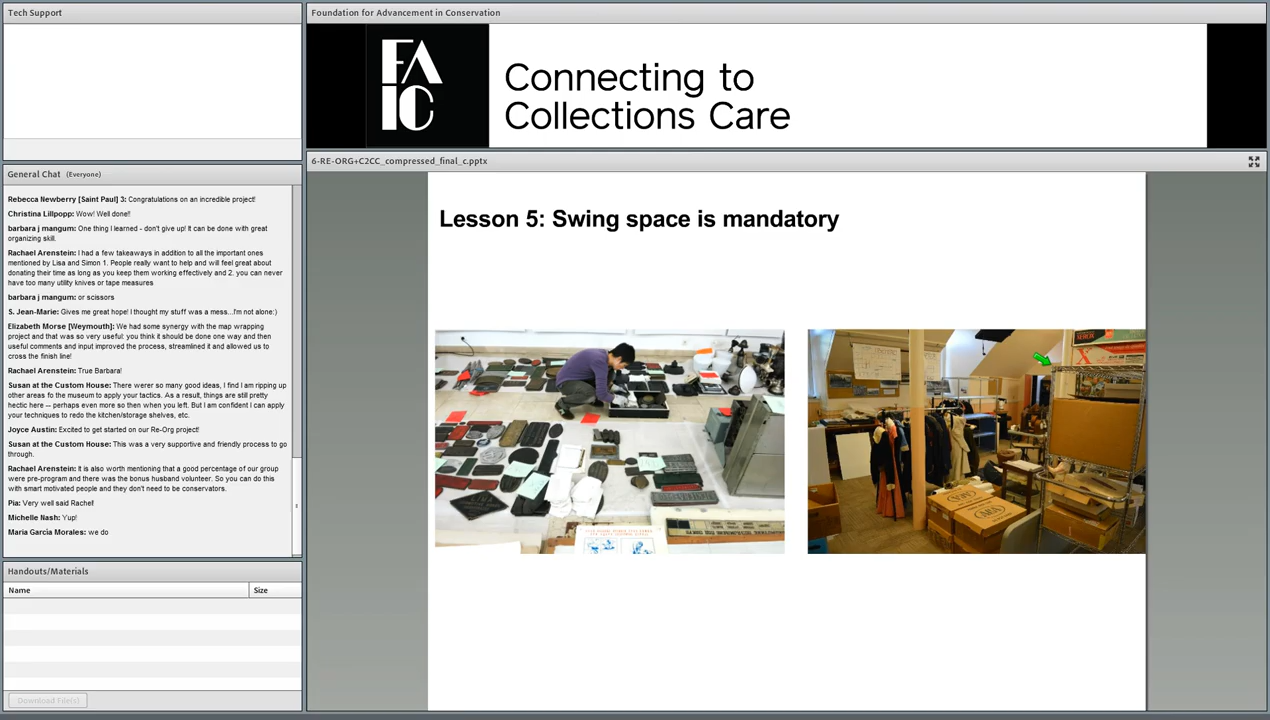 Tech Support
General Chat (Everyone)
Rebecca Newberry [Saint Paul] 3: Congratulations on an incredible project!
Christina Lillpopp: Wow! Well done!!
barbara j mangum: One thing I learned - don't give up! It can be done with great
organizing skill.
Rachael Arenstein: I had a few takeaways in addition to all the important ones
mentioned by Lisa and Simon 1. People really want to help and will feel great about
donating their time as long as you keep them working effectively and 2. you can never
have too many utility knives or tape measures
barbara j mangum: or scissors
S. Jean-Marie: Gives me great hope! I thought my stuff was a mess...I'm not alone:)
Elizabeth Morse [Weymouth]: We had some synergy with the map wrapping
project and that was so very useful: you think it should be done one way and then
useful comments and input improved the process, streamlined it and allowed us to
cross the finish line!
Rachael Arenstein: True Barbara!
Susan at the Custom House: There werer so many good ideas, I find I am ripping up
other areas fo the museum to apply your tactics. As a result, things are still pretty
hectic here -- perhaps even more so then when you left. But I am confident I can apply
your techniques to redo the kitchen/storage shelves, etc.
Joyce Austin: Excited to get started on our Re-Org project!
Susan at the Custom House: This was a very supportive and friendly process to go
through.
Rachael Arenstein: It is also worth mentioning that a good percentage of our group
were pre-program and there was the bonus husband volunteer. So you can do this
with smart motivated people and they don't need to be conservators.
Pia: Very well said Rachel!
Michelle Nash: Yup!
Maria Garcia Morales: we do
Handouts/Materials
Name Size
Download File(s)
Foundation for Advancement in Conservation
FA
IC
Connecting to
Collections Care
6-RE-ORG+C2CC_compressed_final_c.pptx
Lesson 5: Swing space is mandatory